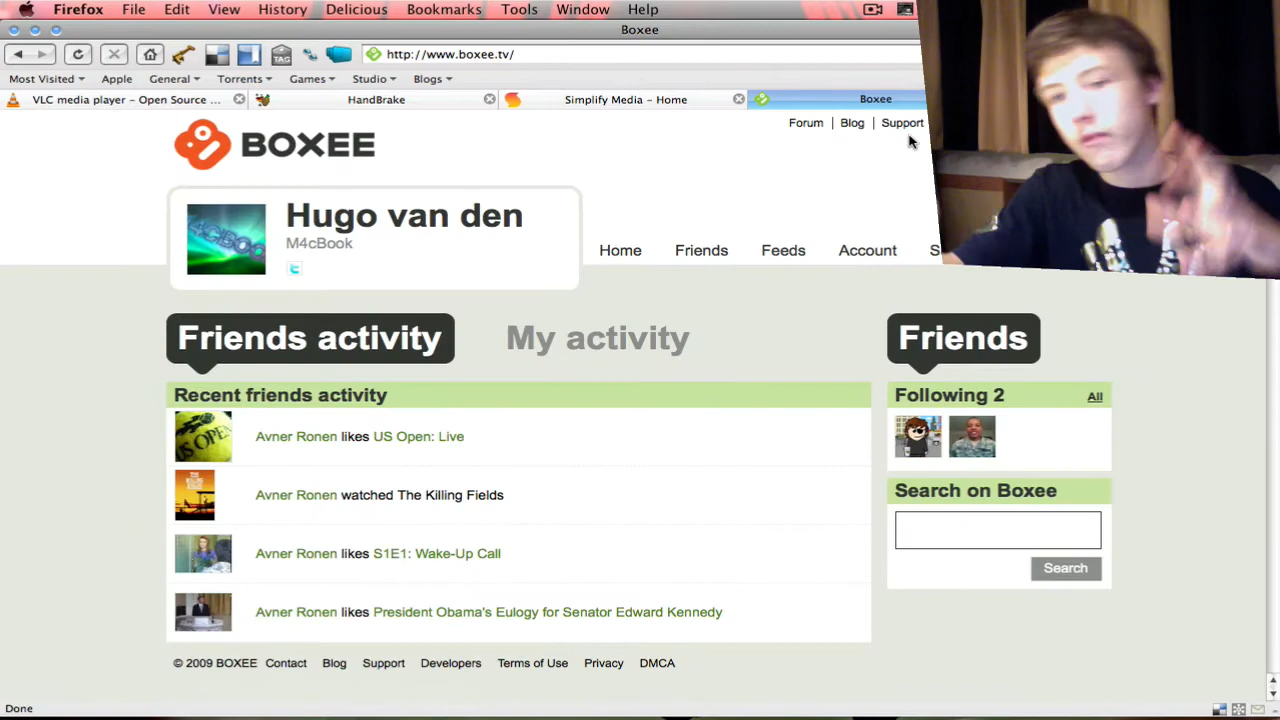 Firefox File Edit View History Delicious Bookmarks Tools Window Help
Boxee
TAG
http://www.boxee.tv/
Most Visited Apple General Torrents Games Studio Blogs
VLC media player – Open Source ... HandBrake Simplify Media – Home Boxee
Forum | Blog | Support
BOXEE
Hugo van den
M4cBook
Home Friends Feeds Account S
Friends activity My activity Friends
Recent friends activity
Following 2 All
Avner Ronen likes US Open: Live
Avner Ronen watched The Killing Fields
Search on Boxee
Avner Ronen likes S1E1: Wake-Up Call
Search
Avner Ronen likes President Obama's Eulogy for Senator Edward Kennedy
© 2009 BOXEE Contact Blog Support Developers Terms of Use Privacy DMCA
Done